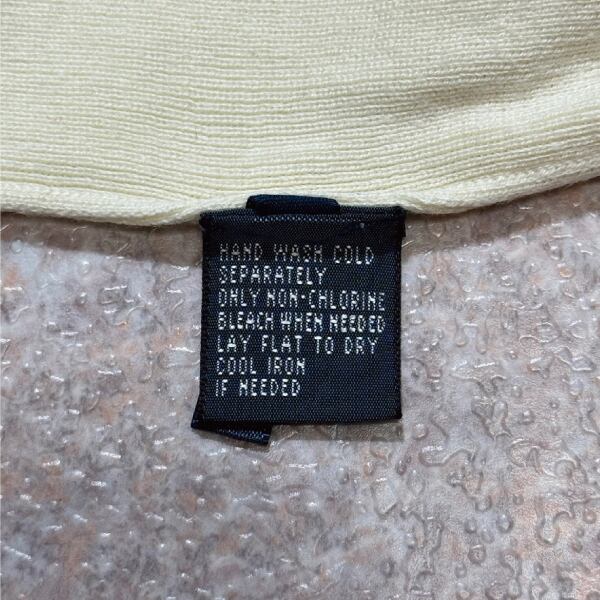 HAND WASH COLD
SEPARATELY
ONLY NON-CHLORINE
BLEACH WHEN NEEDED
LAY FLAT TO DRY
COOL IRON
IF NEEDED